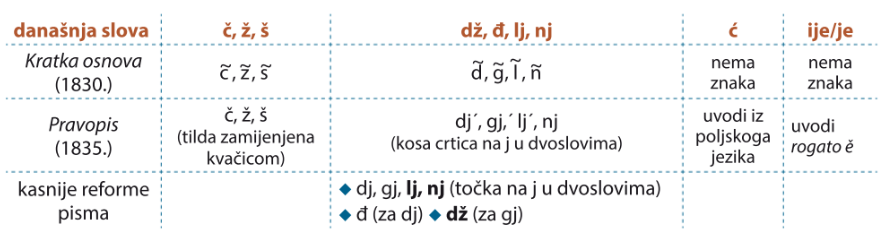 današnja slova č, ž, š dž, đ, lj, nj ć ije/je
Kratka osnova (1830.) c̃, z̃, s̃ d̃, g̃, l̃, ñ nema znaka nema znaka
Pravopis (1835.) č, ž, š (tilda zamijenjena kvačicom) dj´, gj,´ lj´, nj (kosa crtica na j u dvoslovima) uvodi iz poljskoga jezika uvodi rogato ě
kasnije reforme pisma ◆ dj, gj, lj, nj (točka na j u dvoslovima)
◆ đ (za dj) ◆ dž (za gj)